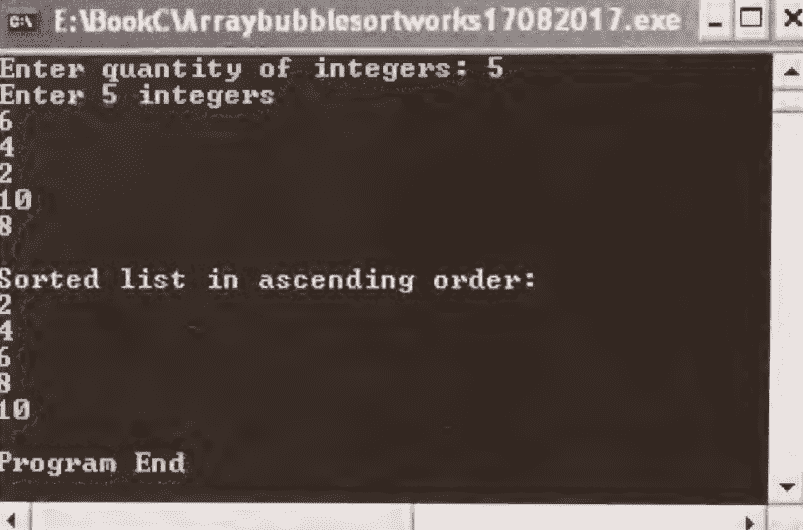 E:\BookC\Arraybubblesortworks17082017.exe
Enter quantity of integers: 5
Enter 5 integers
6
4
2
10
8
Sorted list in ascending order:
2
4
6
8
10
Program End